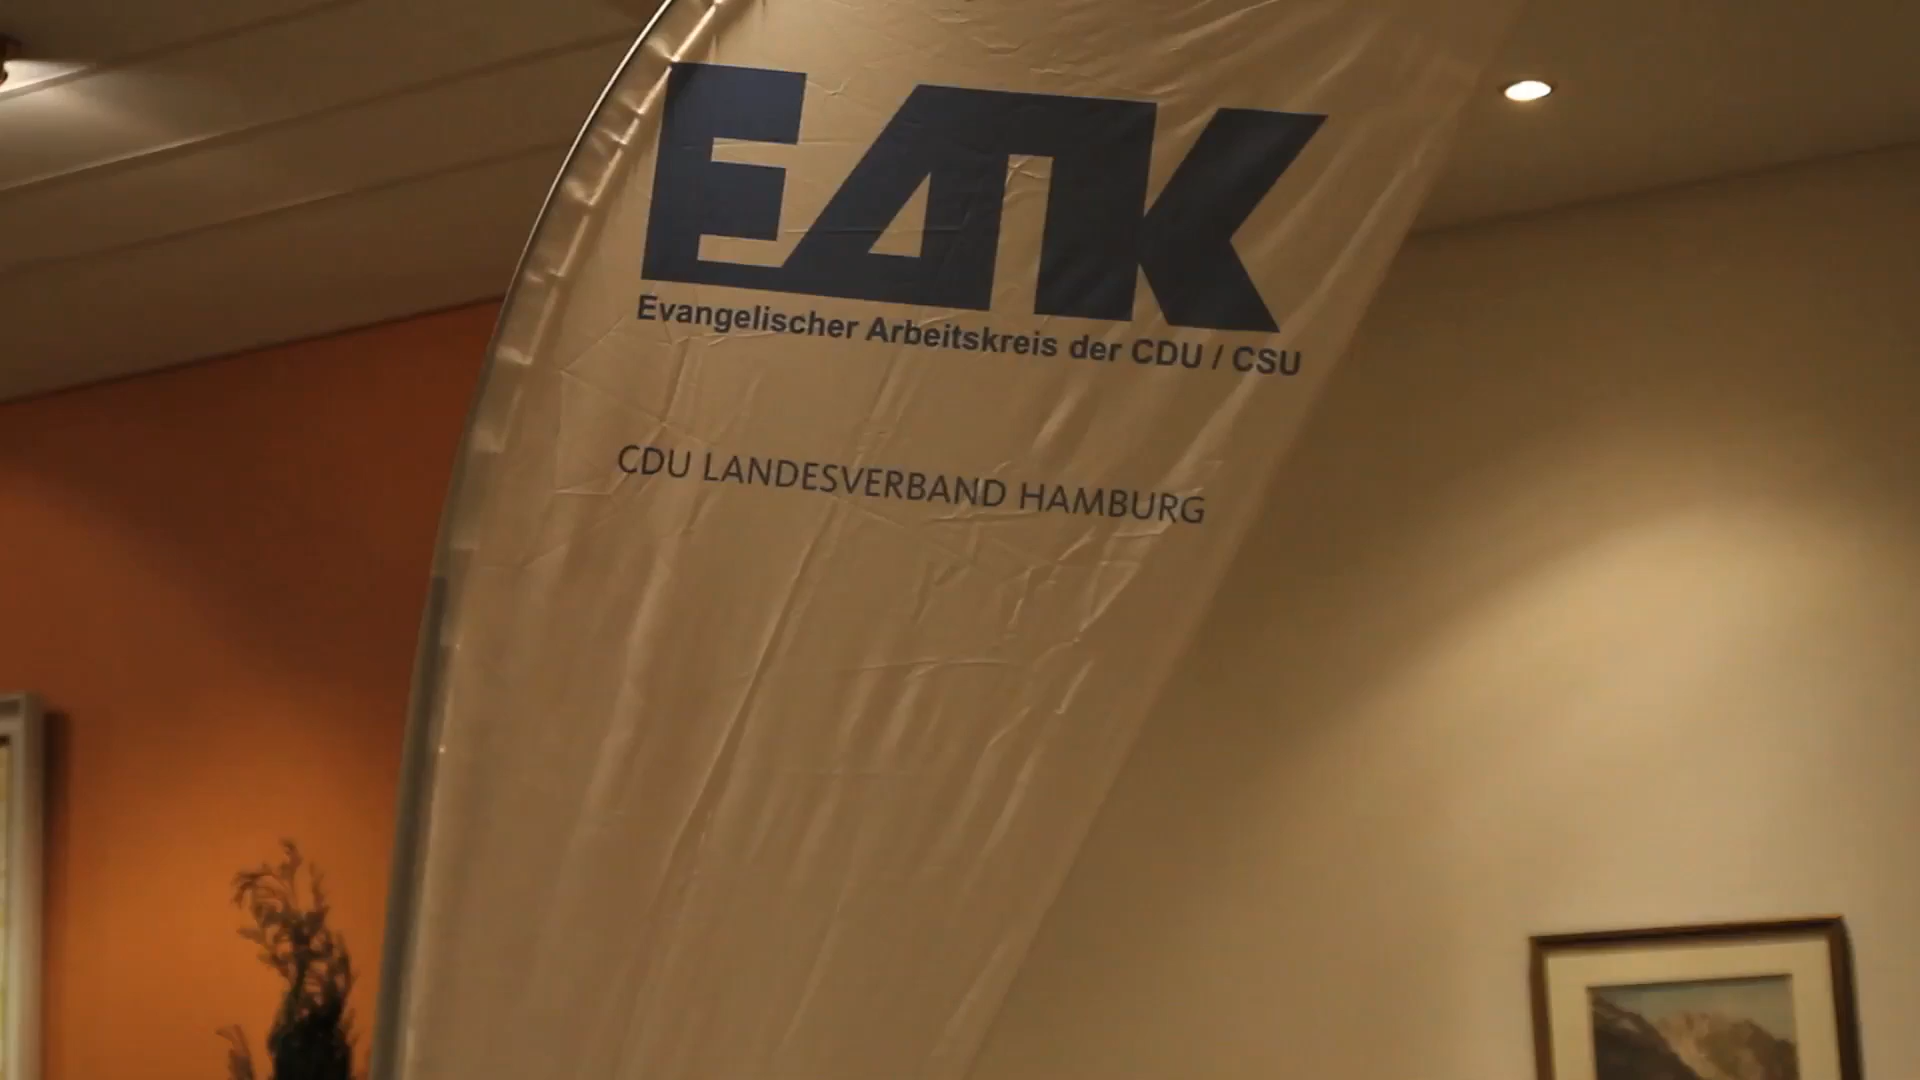 EAK
Evangelischer Arbeitskreis der CDU / CSU
CDU LANDESVERBAND HAMBURG